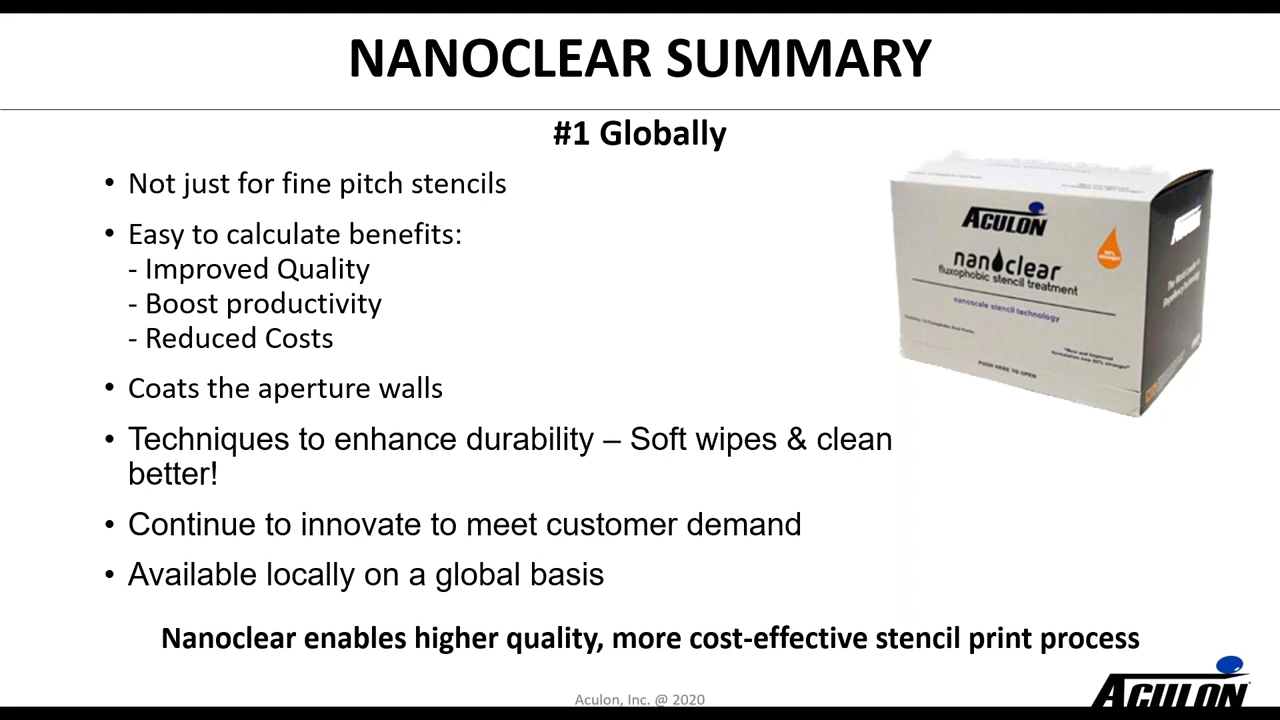 NANOCLEAR SUMMARY
#1 Globally
• Not just for fine pitch stencils
• Easy to calculate benefits:
- Improved Quality
- Boost productivity
- Reduced Costs
• Coats the aperture walls
• Techniques to enhance durability – Soft wipes & clean
better!
• Continue to innovate to meet customer demand
• Available locally on a global basis
ACULON
nanoclear
fluxophobic stencil treatment
nanoscale stencil technology
PUSH HERE TO OPEN
Nanoclear enables higher quality, more cost-effective stencil print process
Aculon, Inc. @ 2020
ACULON